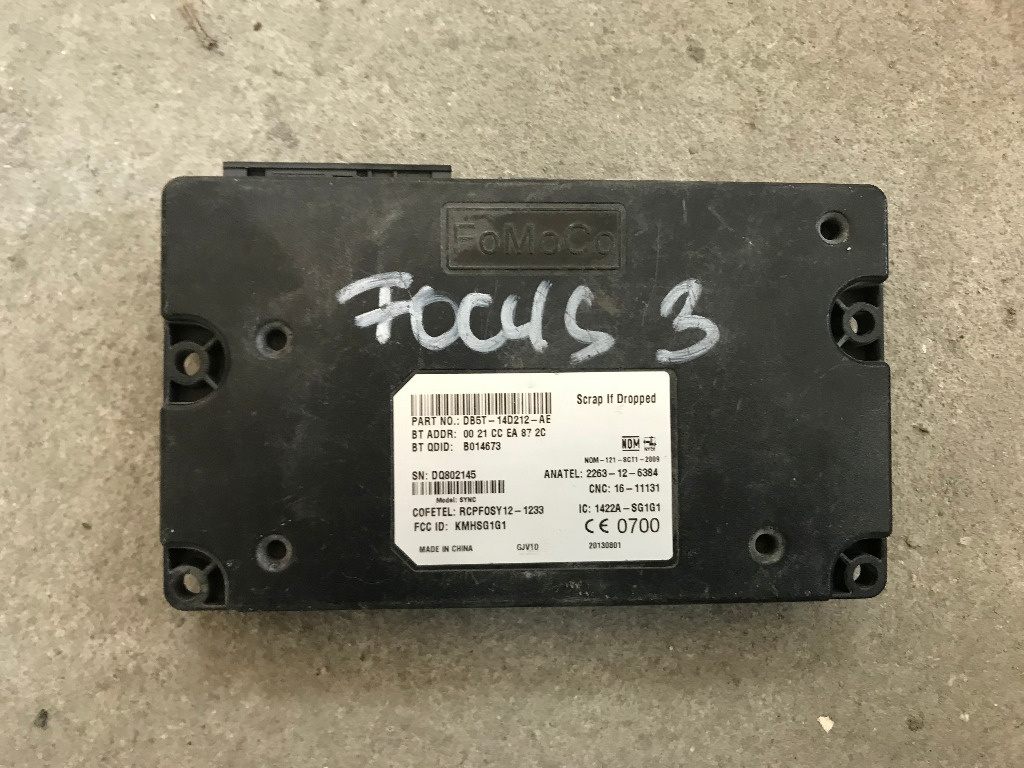 FoMoCo
FOCUS 3
Scrap If Dropped
PART NO.: DB5T-14D212-AE
BT ADDR: 00 21 CC EA 87 2C
BT QDID: B014673
NOM
NYCE
NOM-121-SCT1-2009
SN: DQ802145
ANATEL: 2263-12-6384
CNC: 16-11131
Model: SYNC
COFETEL: RCPFOSY12-1233
IC: 1422A-SG1G1
FCC ID: KMHSG1G1
CE 0700
MADE IN CHINA
GJV10
20130801